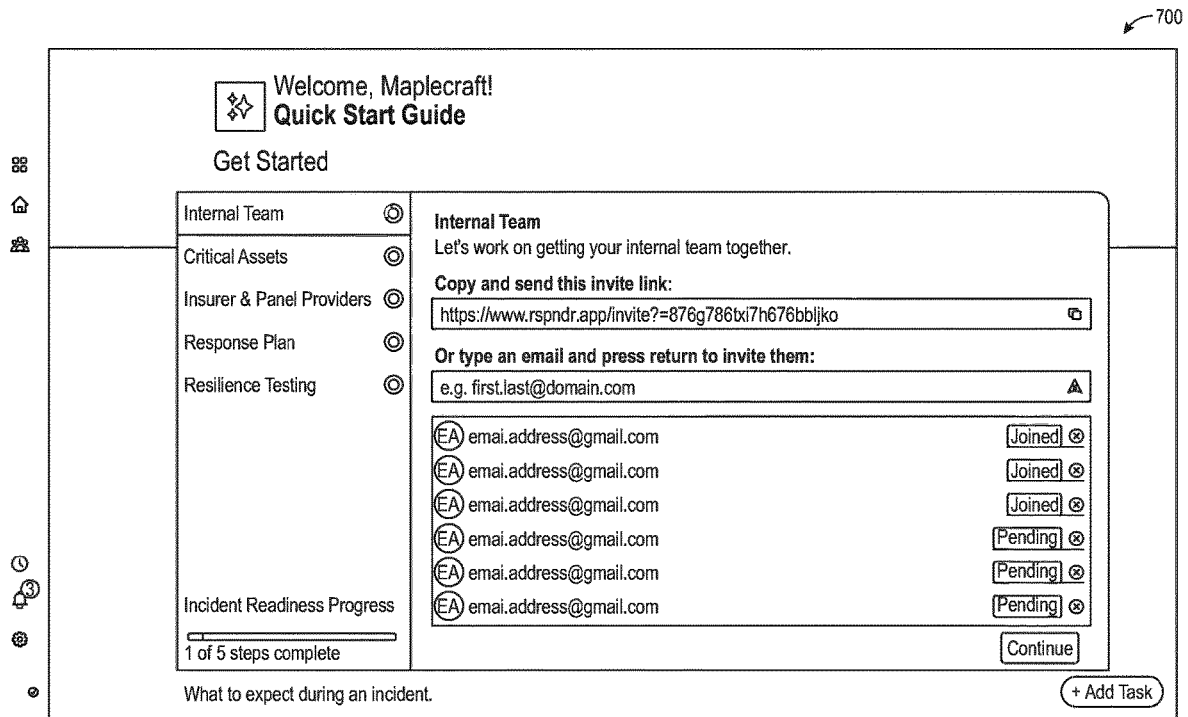 700
Welcome, Maplecraft!
Quick Start Guide
Get Started
Internal Team
Critical Assets
Insurer & Panel Providers
Response Plan
Resilience Testing
Incident Readiness Progress
1 of 5 steps complete
Internal Team
Let's work on getting your internal team together.
Copy and send this invite link:
https://www.rspndr.app/invite?=876g786txi7h676bbljko
Or type an email and press return to invite them:
e.g. first.last@domain.com
EA emai.address@gmail.com Joined
EA emai.address@gmail.com Joined
EA emai.address@gmail.com Joined
EA emai.address@gmail.com Pending
EA emai.address@gmail.com Pending
EA emai.address@gmail.com Pending
Continue
3
What to expect during an incident.
+ Add Task